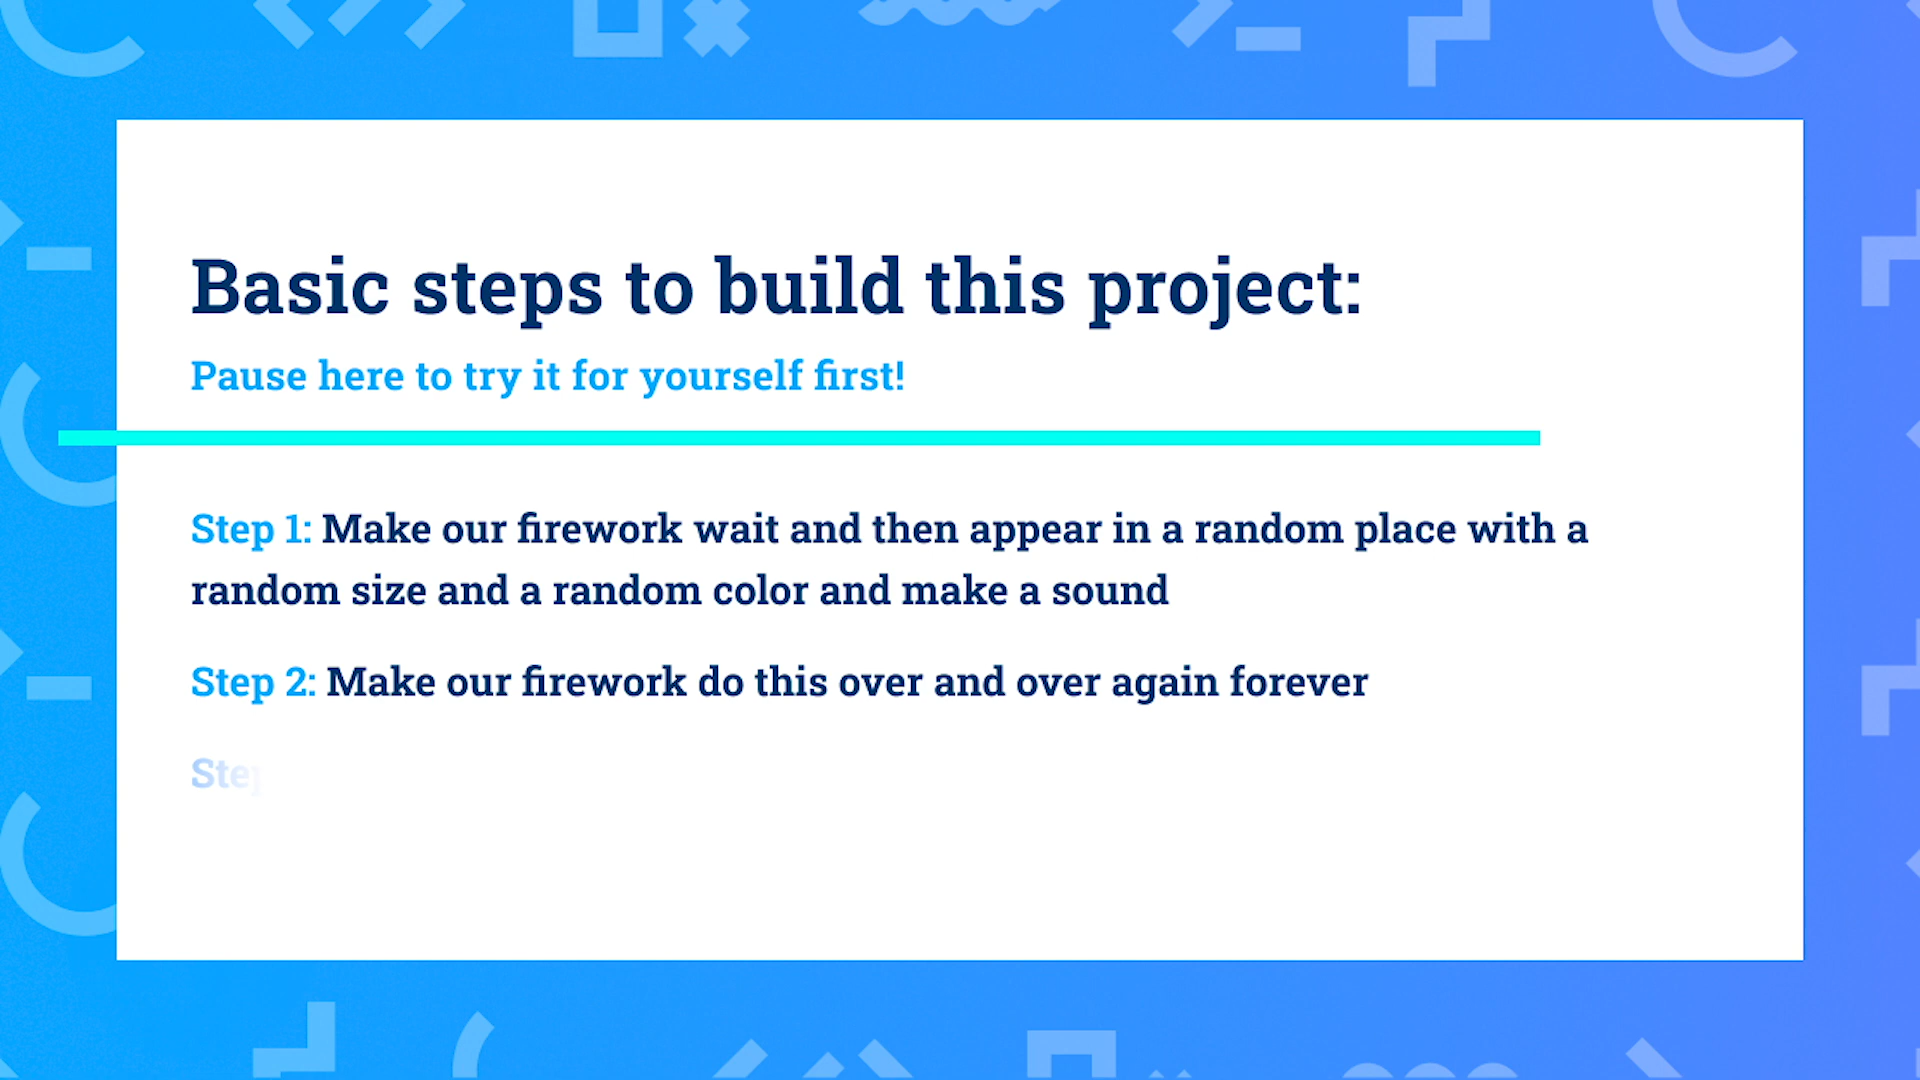 Basic steps to build this project:
Pause here to try it for yourself first!
Step 1: Make our firework wait and then appear in a random place with a
random size and a random color and make a sound
Step 2: Make our firework do this over and over again forever
Step